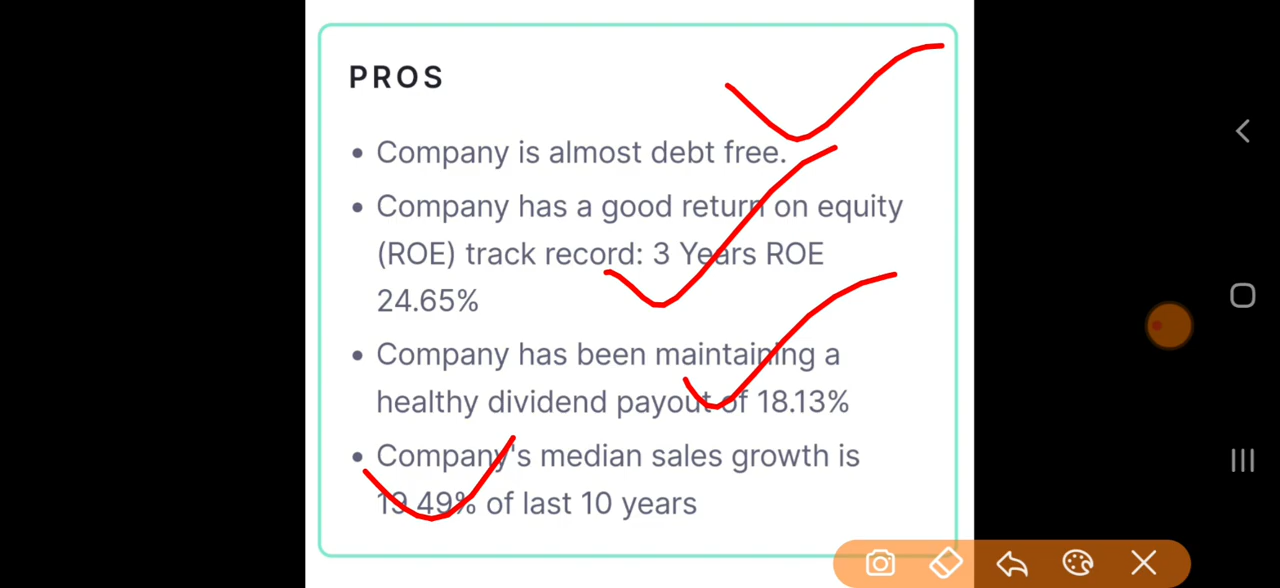 PROS
• Company is almost debt free.
• Company has a good return on equity
(ROE) track record: 3 Years ROE
24.65%
• Company has been maintaining a
healthy dividend payout of 18.13%
• Company's median sales growth is
19.49% of last 10 years